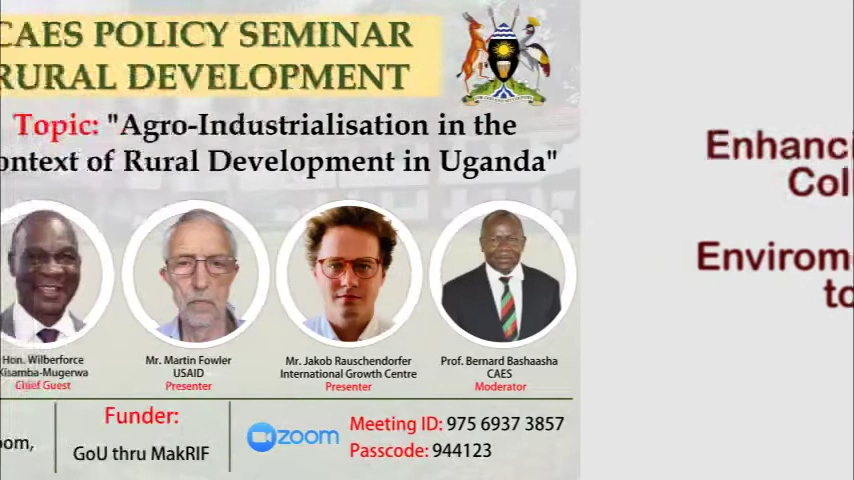 CAES POLICY SEMINAR
RURAL DEVELOPMENT
Topic: "Agro-Industrialisation in the
ontext of Rural Development in Uganda"
Hon. Wilberforce
Kisamba-Mugerwa
Chief Guest
Mr. Martin Fowler
USAID
Presenter
Mr. Jakob Rauschendorfer
International Growth Centre
Presenter
Prof. Bernard Bashaasha
CAES
Moderator
oom,
Funder:
GoU thru MakRIF
zoom
Meeting ID: 975 6937 3857
Passcode: 944123
Enhanci
Col
Envirom
to